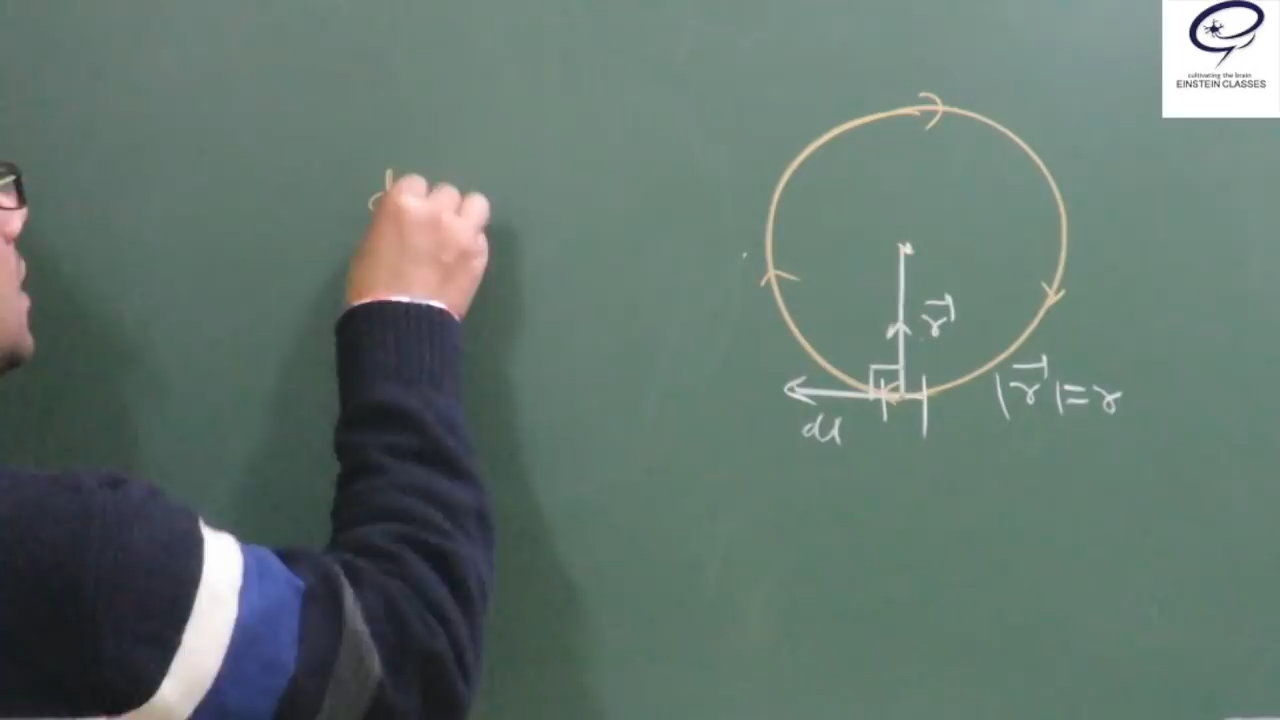 cultivating the brain
EINSTEIN CLASSES
d
r⃗
|r⃗|=r
dl